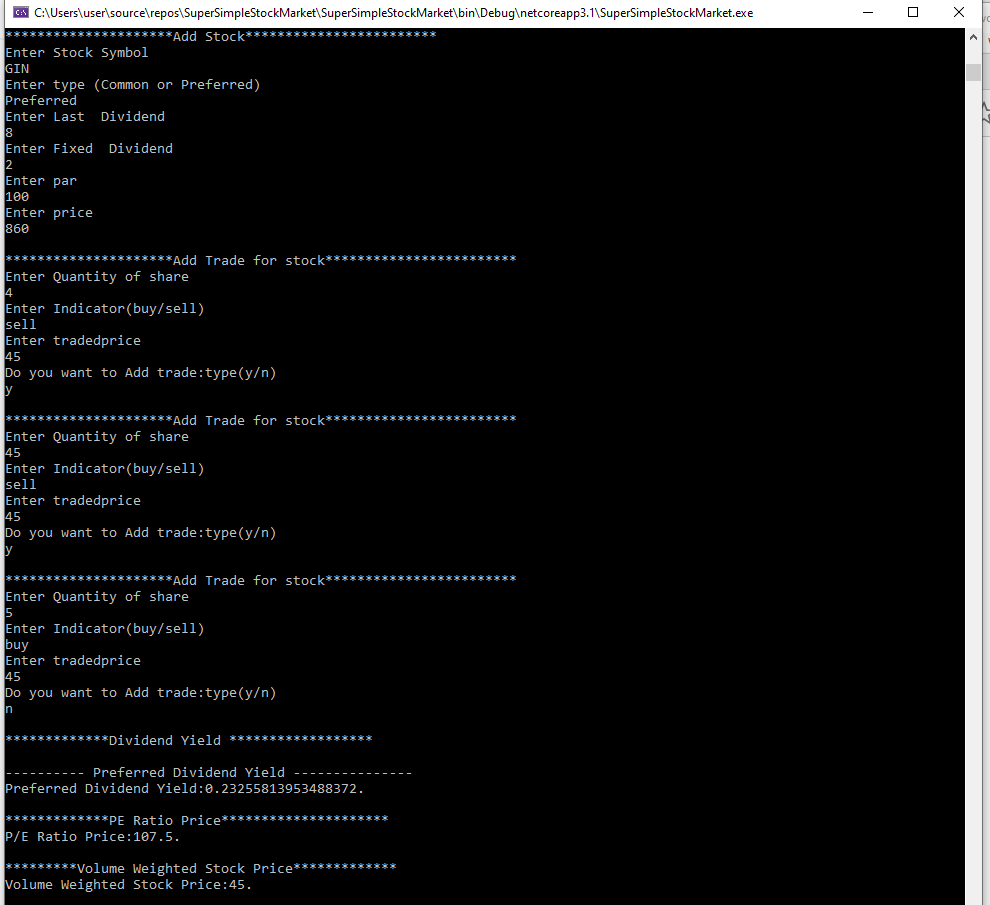 C:\Users\user\source\repos\SuperSimpleStockMarket\SuperSimpleStockMarket\bin\Debug\netcoreapp3.1\SuperSimpleStockMarket.exe
*********************Add Stock************************
Enter Stock Symbol
GIN
Enter type (Common or Preferred)
Preferred
Enter Last  Dividend
8
Enter Fixed  Dividend
2
Enter par
100
Enter price
860
*********************Add Trade for stock************************
Enter Quantity of share
4
Enter Indicator(buy/sell)
sell
Enter tradedprice
45
Do you want to Add trade:type(y/n)
y
*********************Add Trade for stock************************
Enter Quantity of share
45
Enter Indicator(buy/sell)
sell
Enter tradedprice
45
Do you want to Add trade:type(y/n)
y
*********************Add Trade for stock************************
Enter Quantity of share
5
Enter Indicator(buy/sell)
buy
Enter tradedprice
45
Do you want to Add trade:type(y/n)
n
*************Dividend Yield ******************
---------- Preferred Dividend Yield ---------------
Preferred Dividend Yield:0.23255813953488372.
*************PE Ratio Price*********************
P/E Ratio Price:107.5.
*********Volume Weighted Stock Price*************
Volume Weighted Stock Price:45.